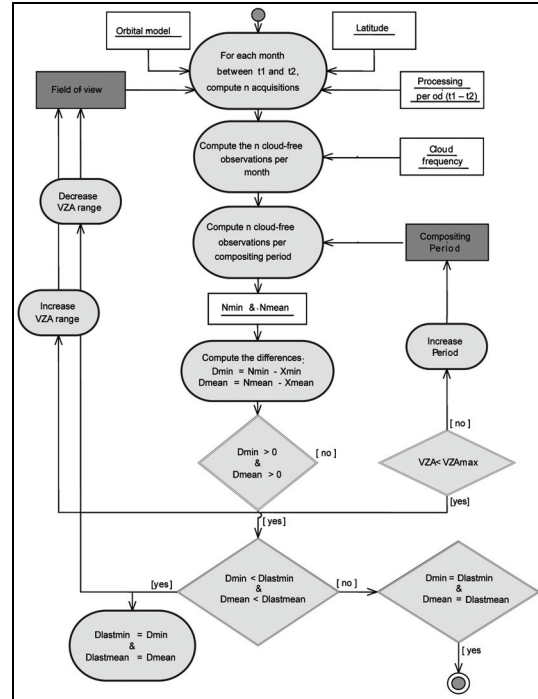 Orbital model
Latitude
For each month
between t1 and t2,
compute n acquisitions
Field of view
Processing
per od (t1 – t2)
Compute the n cloud-free
observations per
month
Cloud
frequency
Decrease
VZA range
Compute n cloud-free
observations per
compositing period
Compositing
Period
Nmin & Nmean
Increase
VZA range
Increase
Period
Compute the differences:
Dmin = Nmin - Xmin
Dmean = Nmean - Xmean
[ no]
Dmin > 0
&
Dmean > 0
[ no]
VZA< VZAmax
[yes]
[ yes]
[yes]
Dmin < Dlastmin
&
Dmean < Dlastmean
[ no]
Dmin = Dlastmin
&
Dmean = Dlastmean
Dlastmin = Dmin
&
Dlastmean = Dmean
[ yes